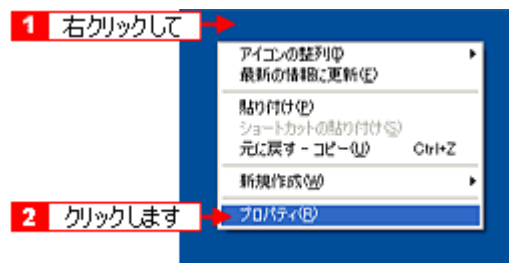 1 右クリックして
アイコンの整列(I)
最新の情報に更新(E)
貼り付け(P)
ショートカットの貼り付け(S)
元に戻す - コピー(U) Ctrl+Z
新規作成(W)
2 クリックします
プロパティ(R)